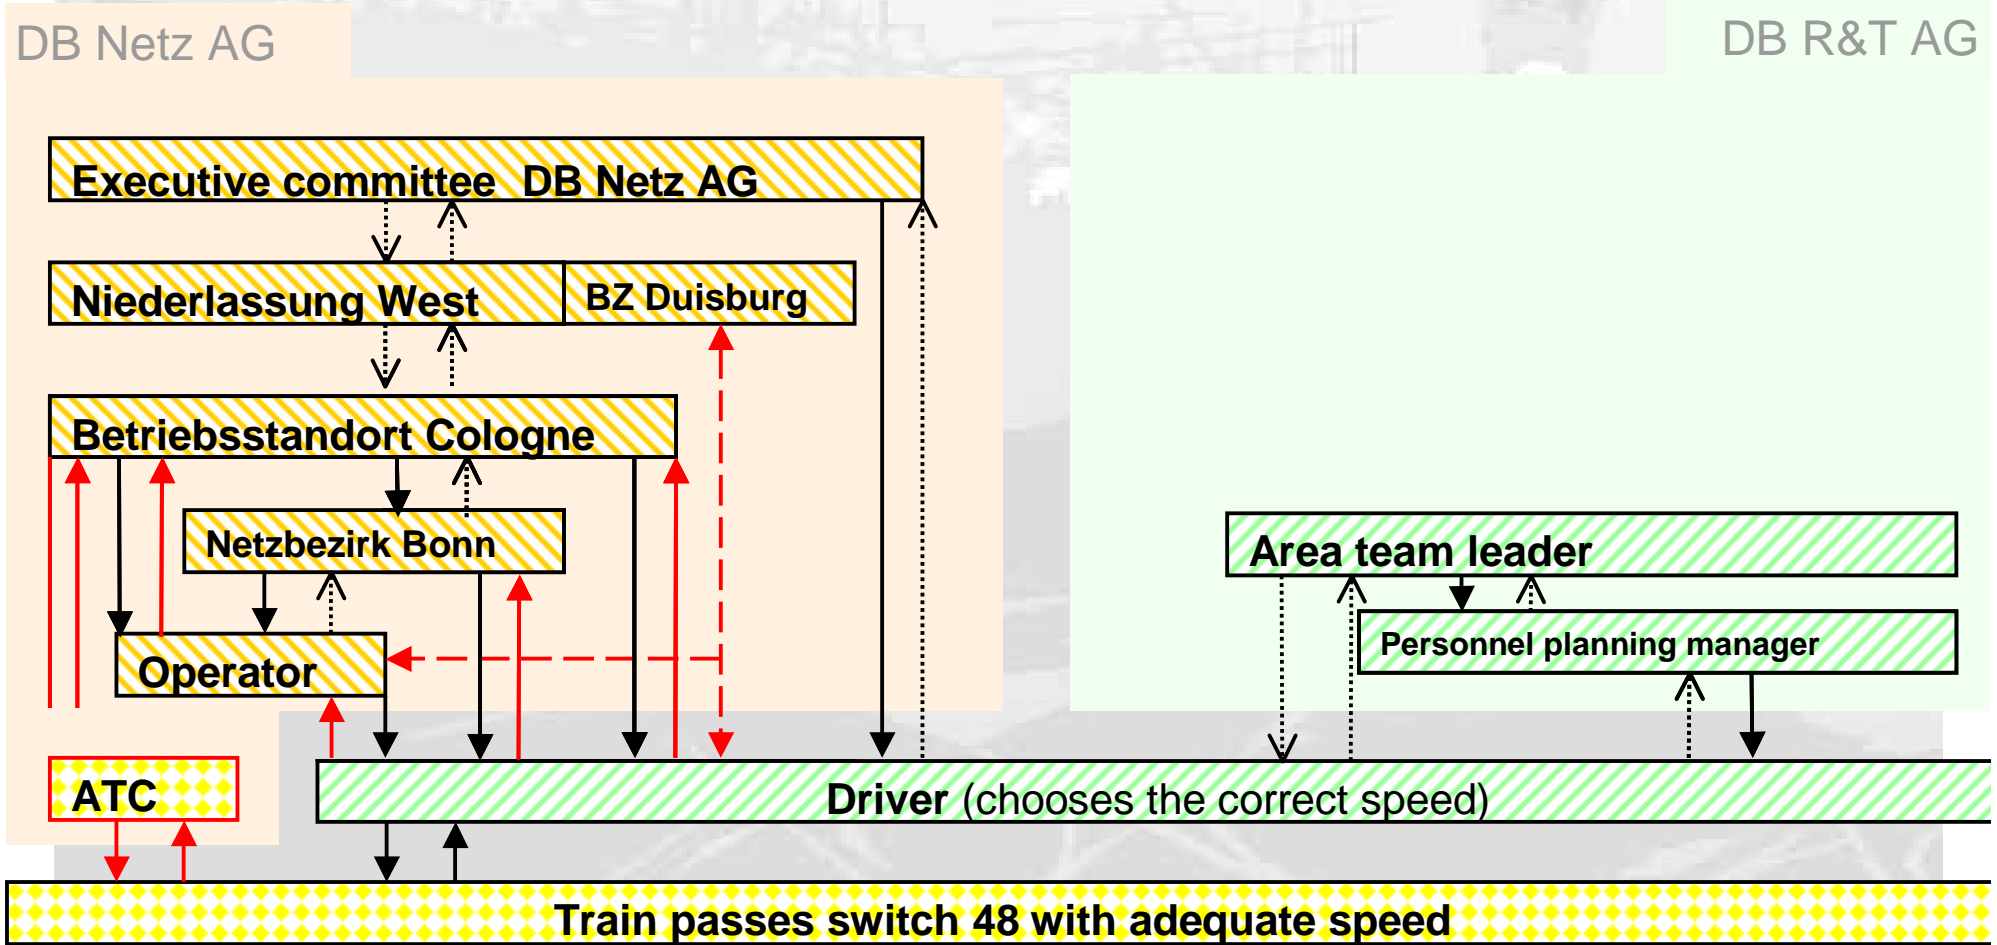 DB Netz AG
DB R&T AG
Executive committee DB Netz AG
Niederlassung West
BZ Duisburg
Betriebsstandort Cologne
Netzbezirk Bonn
Area team leader
Operator
Personnel planning manager
ATC
Driver (chooses the correct speed)
Train passes switch 48 with adequate speed